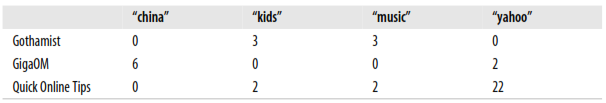 “china” “kids” “music” “yahoo”
Gothamist 0 3 3 0
GigaOM 6 0 0 2
Quick Online Tips 0 2 2 22